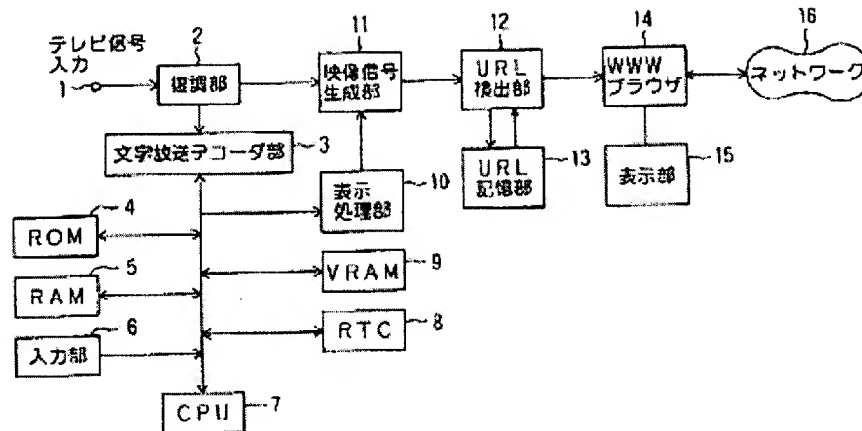 テレビ信号
入力
1
2
復調部
11
映像信号
生成部
12
URL
検出部
14
WWW
ブラウザ
16
ネットワーク
文字放送デコーダ部
3
表示
処理部
10
URL
記憶部
13
表示部
15
4
ROM
5
RAM
6
入力部
VRAM
9
RTC
8
CPU
7